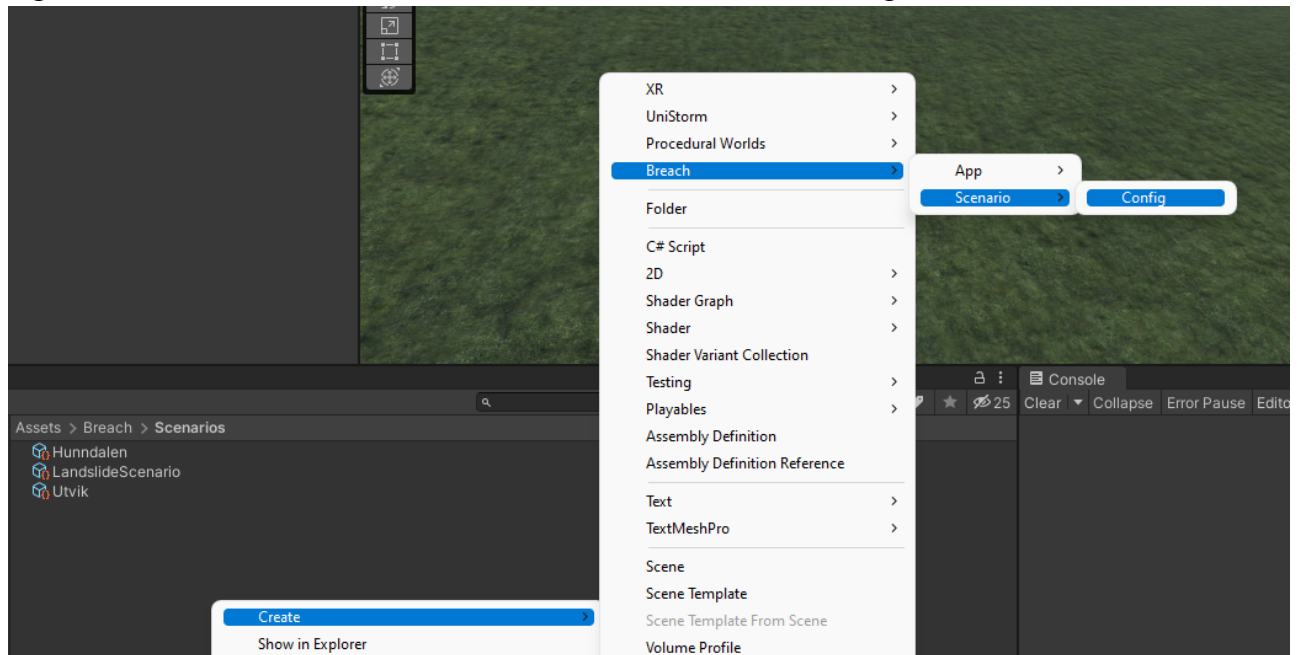 XR
UniStorm
Procedural Worlds
Breach
App
Scenario
Config
Folder
C# Script
2D
Shader Graph
Shader
Shader Variant Collection
Testing
Playables
Assembly Definition
Assembly Definition Reference
Text
TextMeshPro
Scene
Scene Template
Scene Template From Scene
Volume Profile
25
Console
Clear Collapse Error Pause Edito
Assets > Breach > Scenarios
Hunndalen
LandslideScenario
Utvik
Create
Show in Explorer